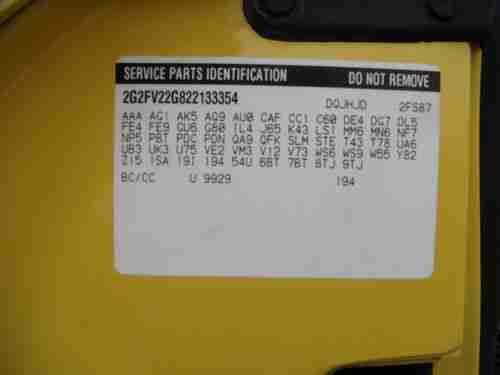 SERVICE PARTS IDENTIFICATION DO NOT REMOVE
2G2FV22G822133354 DQJHJD 2FS87
AAA AG1 AK5 AQ9 AU0 CAF CC1 C60 DE4 DG7 DL5
FE4 FE9 GU6 G80 IL4 J65 K43 LS1 MM6 MN6 NF7
NP5 PBT PDC PDN QA9 QFK SLM STE T43 T78 UA6
UB3 UK3 U75 VE2 VM3 V12 V73 WS6 WS9 W55 Y82
Z15 1SA 19I 194 54U 6BT 7BT 8TJ 9TJ
BC/CC U 9929 194